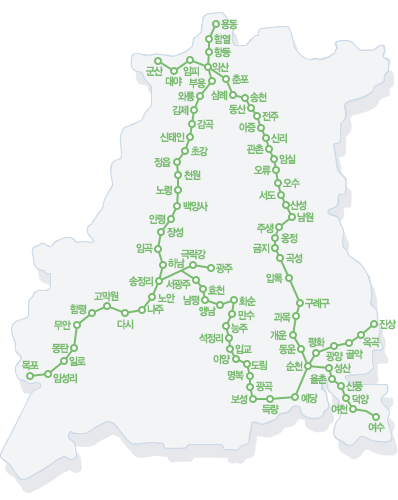 용동
함열
황등
군산
대야
임피
익산
부용
춘포
와룡
삼례
송천
동산
김제
전주
감곡
아중
신태인
신리
초강
관촌
정읍
임실
천원
오류
노령
오수
백양사
서도
산성
안평
남원
장성
주생
옹정
임곡
금지
하남
극락강
곡성
광주
송정리
서광주
압록
고막원
노안
효천
남평
화순
구례구
함평
앵남
만수
나주
과목
무안
다시
능주
진상
석정리
개운
옥곡
몽탄
입교
동운
평화
골약
광양
목포
일로
이양
도림
순천
성산
임성리
명봉
율촌
신풍
광곡
덕양
보성
예당
여천
득량
여수